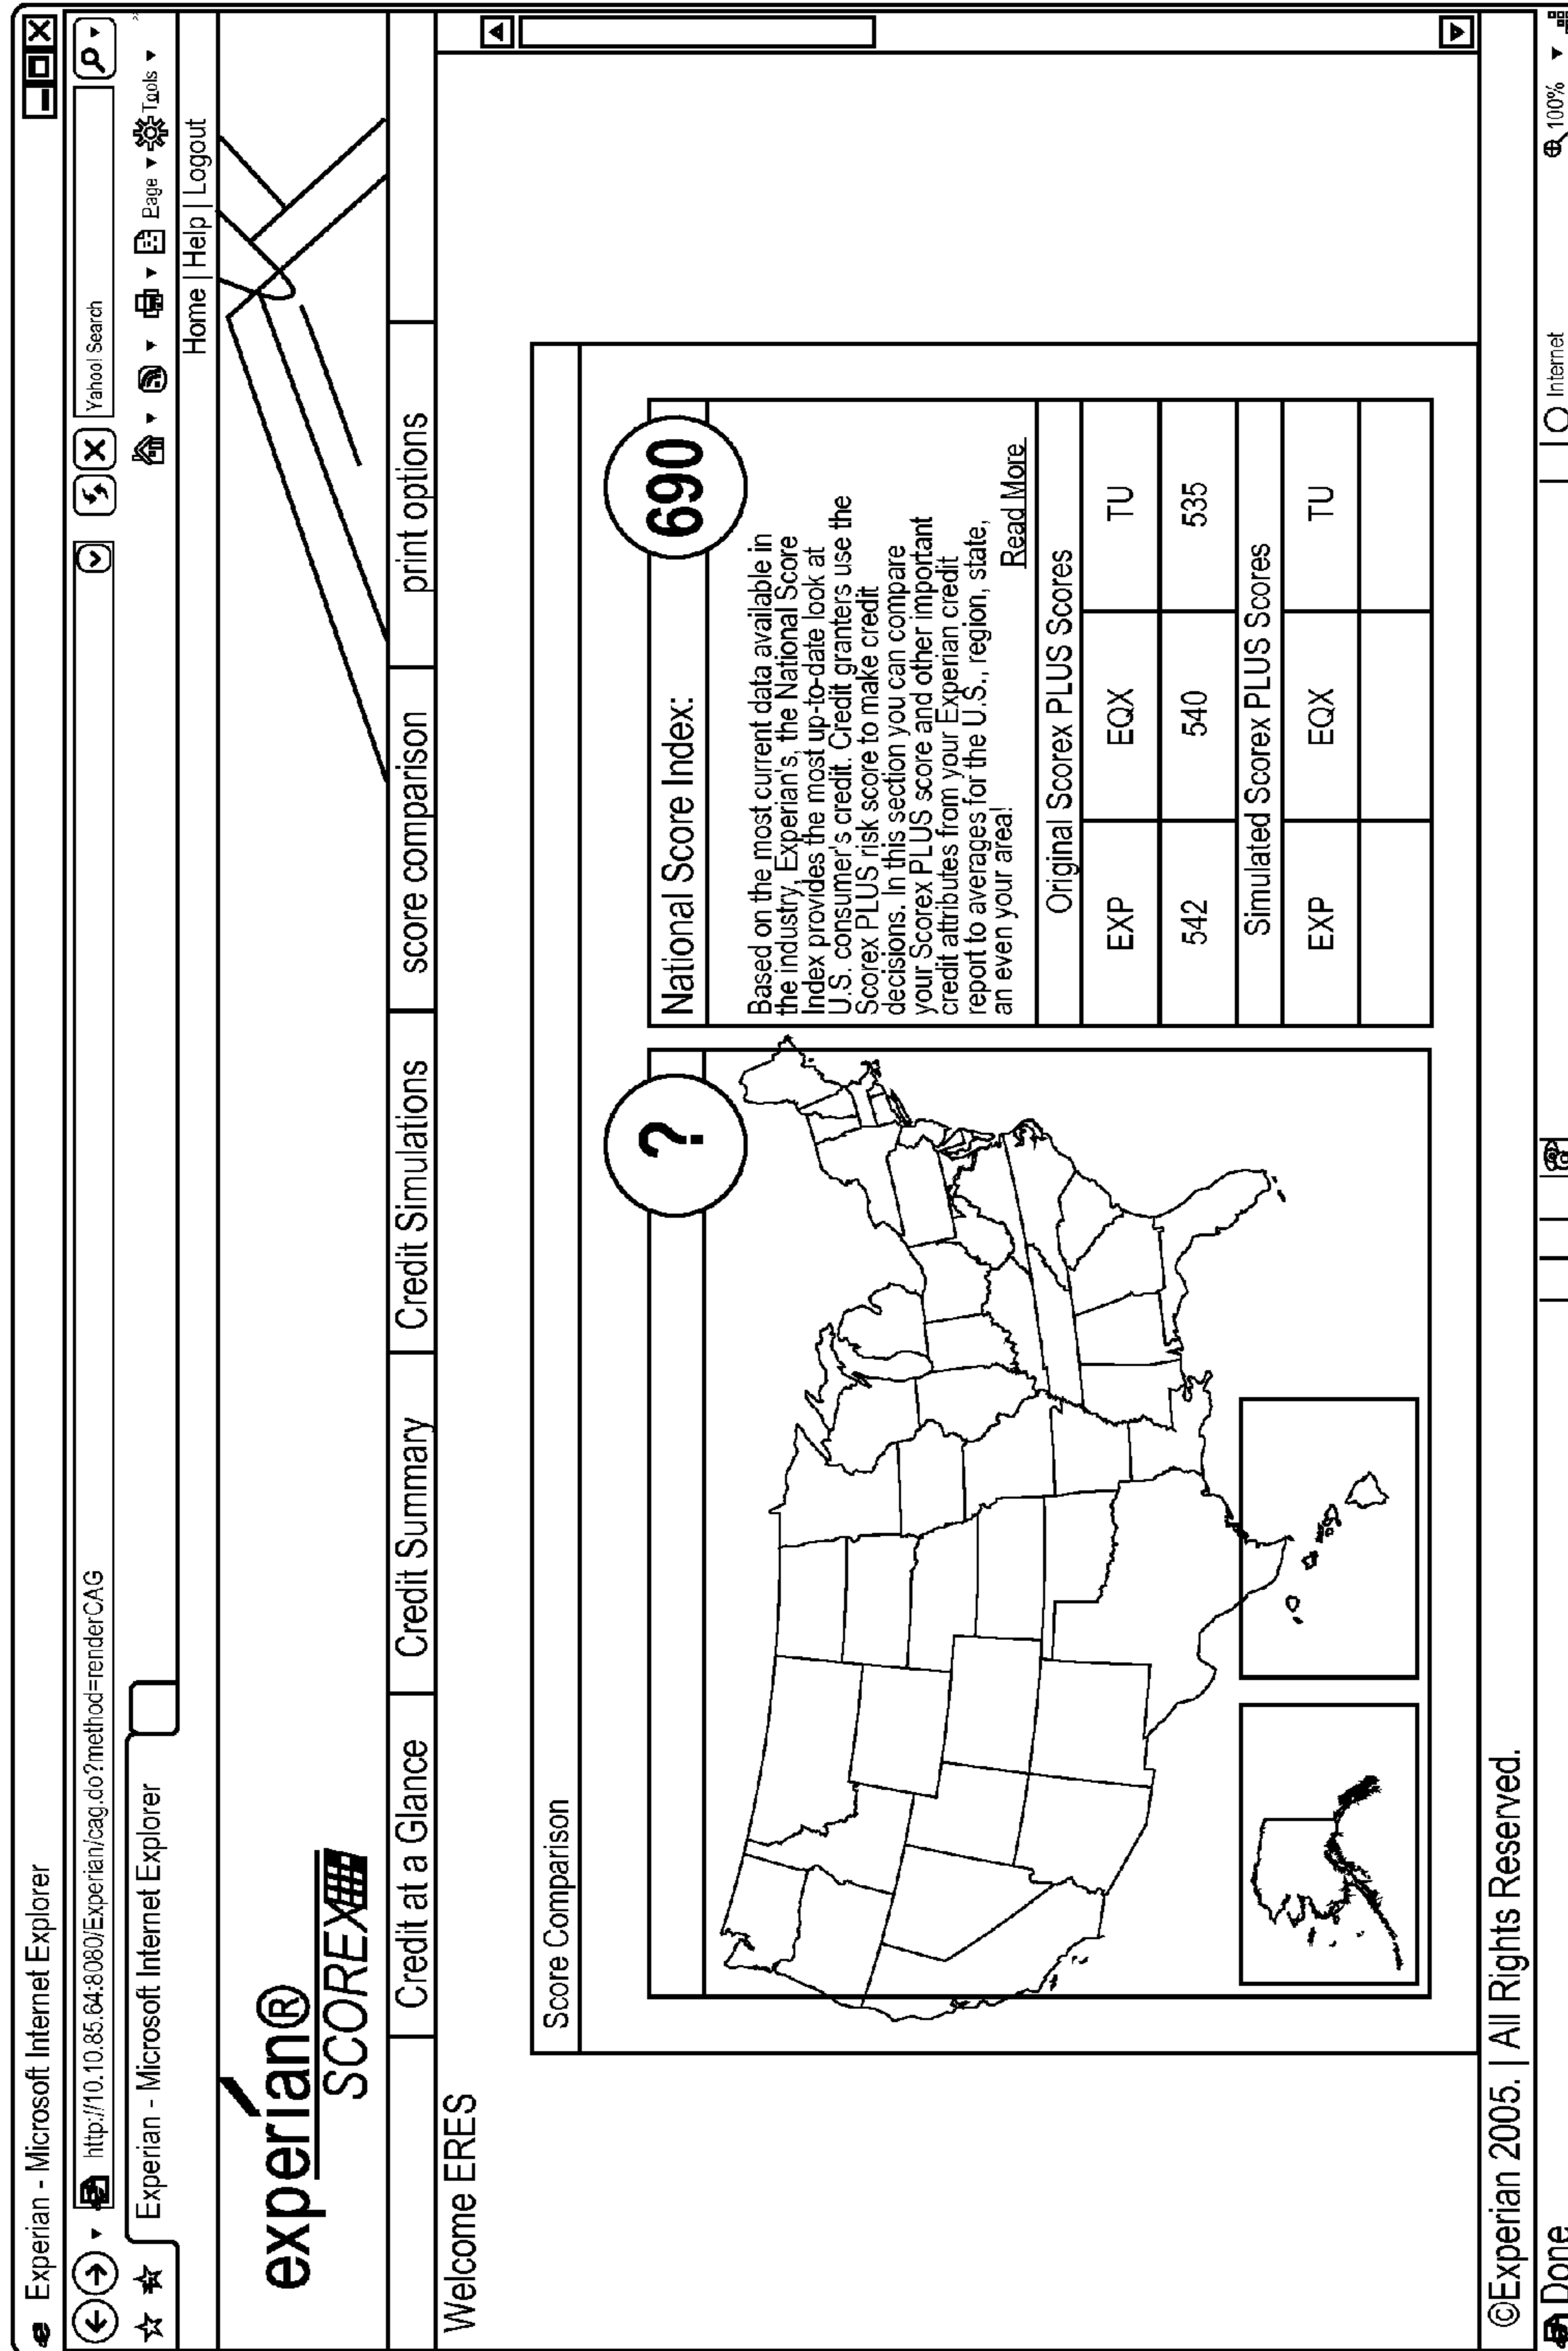 Experian - Microsoft Internet Explorer
http://10.10.85.64:8080/Experian/cag.do?method=renderCAG
Yahoo! Search
Experian - Microsoft Internet Explorer
Page
Tools
Home | Help | Logout
experian®
SCOREX
Credit at a Glance
Credit Summary
Credit Simulations
score comparison
print options
Welcome ERES
Score Comparison
?
National Score Index:
690
Based on the most current data available in
the industry, Experian's, the National Score
Index provides the most up-to-date look at
U.S. consumer's credit. Credit granters use the
Scorex PLUS risk score to make credit
decisions. In this section you can compare
your Scorex PLUS score and other important
credit attributes from your Experian credit
report to averages for the U.S., region, state,
an even your area!
Read More
Original Scorex PLUS Scores
EXP EQX TU
542 540 535
Simulated Scorex PLUS Scores
EXP EQX TU
©Experian 2005. | All Rights Reserved.
Done
Internet
100%